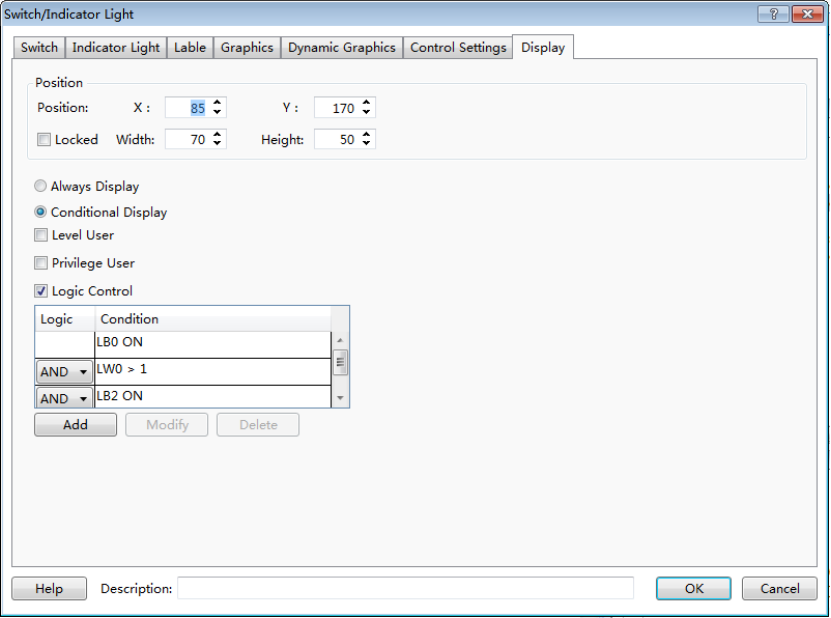 Switch/Indicator Light
Switch Indicator Light Lable Graphics Dynamic Graphics Control Settings Display
Position
Position: X : 85 Y : 170
Locked Width: 70 Height: 50
Always Display
Conditional Display
Level User
Privilege User
Logic Control
Logic Condition
LB0 ON
AND LW0 > 1
AND LB2 ON
Add Modify Delete
Help Description: OK Cancel